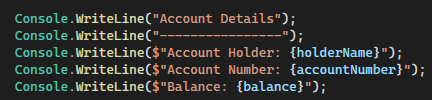 Console.WriteLine("Account Details");
Console.WriteLine("----------------");
Console.WriteLine($"Account Holder: {holderName}");
Console.WriteLine($"Account Number: {accountNumber}");
Console.WriteLine($"Balance: {balance}");